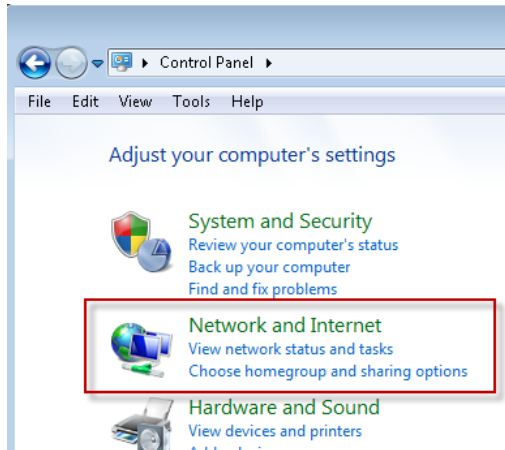 Control Panel
File Edit View Tools Help
Adjust your computer's settings
System and Security
Review your computer's status
Back up your computer
Find and fix problems
Network and Internet
View network status and tasks
Choose homegroup and sharing options
Hardware and Sound
View devices and printers